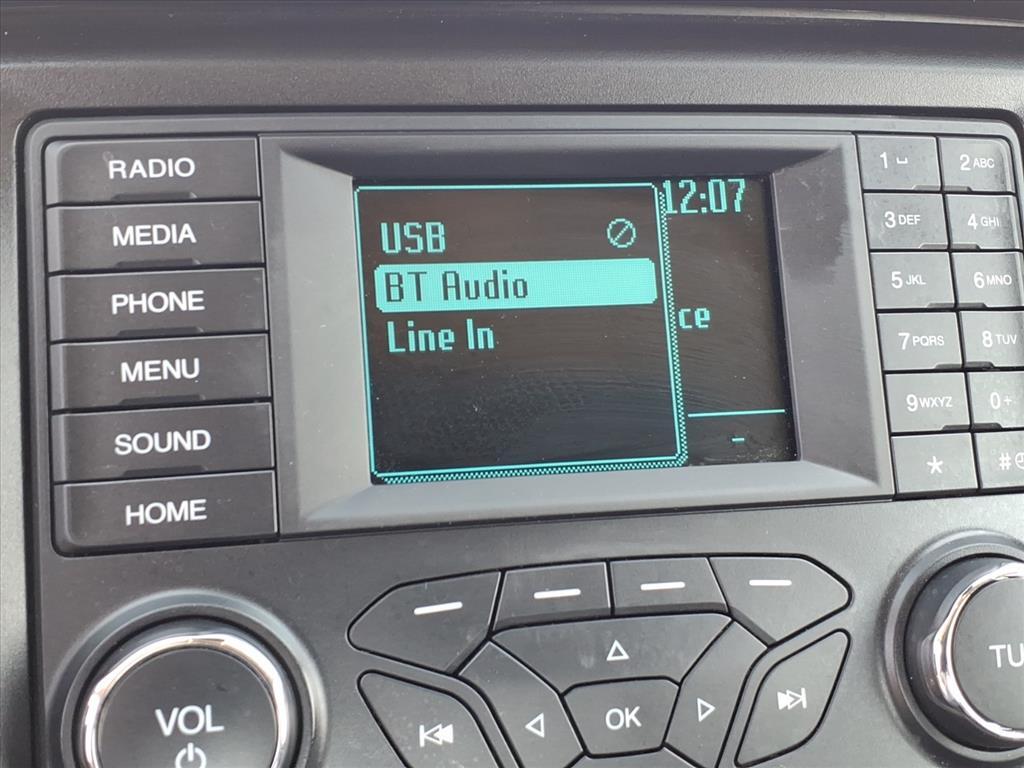 RADIO
MEDIA
PHONE
MENU
SOUND
HOME
12:07
USB
BT Audio
Line In
ce
-
1
2 ABC
3 DEF
4 GHI
5 JKL
6 MNO
7 PQRS
8 TUV
9 WXYZ
0 +
*
#
VOL
OK
TU